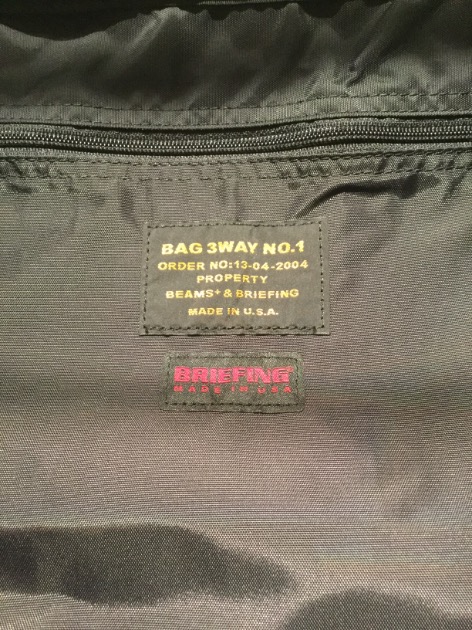 BAG 3WAY NO.1
ORDER NO:13-04-2004
PROPERTY
BEAMS+ & BRIEFING
MADE IN U.S.A.
BRIEFING®
MADE IN USA